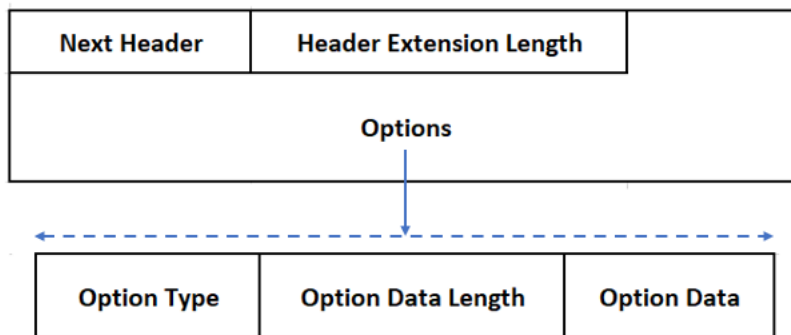 Next Header Header Extension Length
Options
Option Type Option Data Length Option Data